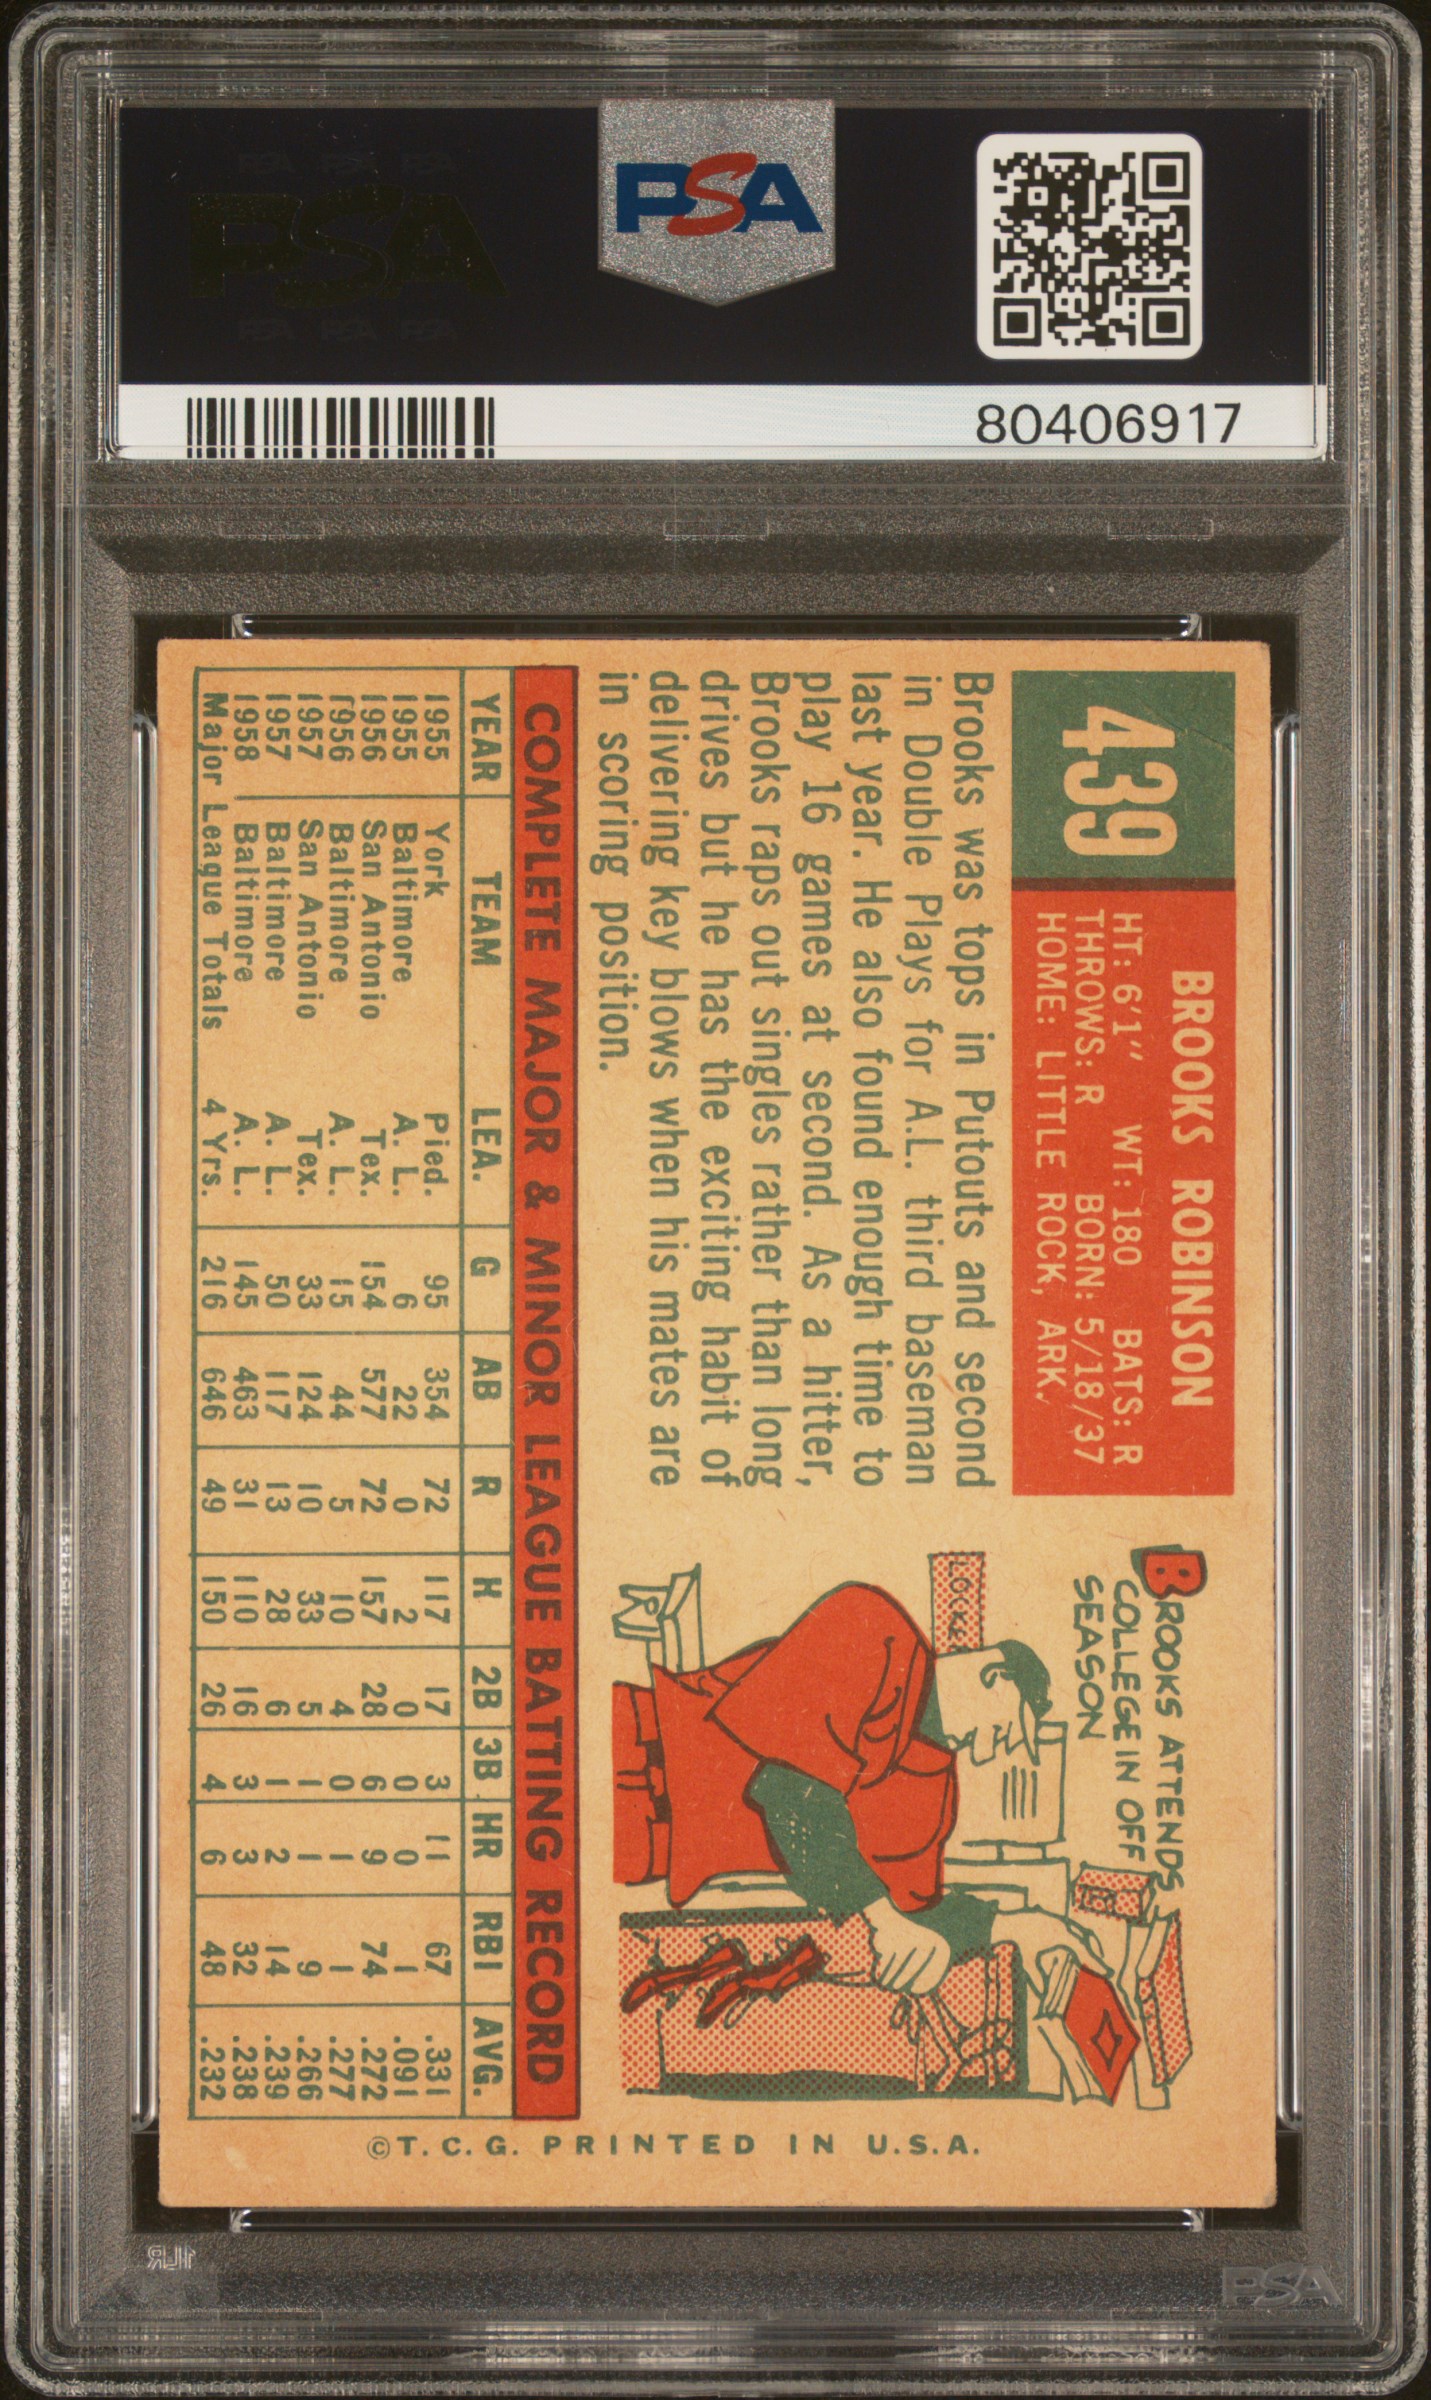 PSA
80406917
439
BROOKS ROBINSON
HT: 6'1" WT: 180 BATS: R
THROWS: R BORN: 5/18/37
HOME: LITTLE ROCK, ARK.
Brooks was tops in Putouts and second
in Double Plays for A.L. third baseman
last year. He also found enough time to
play 16 games at second. As a hitter,
Brooks raps out singles rather than long
drives but he has the exciting habit of
delivering key blows when his mates are
in scoring position.
BROOKS ATTENDS
COLLEGE IN OFF
SEASON
LOCKE
COMPLETE MAJOR & MINOR LEAGUE BATTING RECORD
YEAR TEAM LEA. G AB R H 2B 3B HR RBI AVG.
1955 York Pied. 95 354 72 117 17 3 11 67 .331
1955 Baltimore A. L. 6 22 0 2 0 0 0 1 .091
1956 San Antonio Tex. 154 577 72 157 28 6 9 74 .272
1956 Baltimore A. L. 15 44 5 10 4 0 1 1 .277
1957 San Antonio Tex. 33 124 10 33 5 1 1 9 .266
1957 Baltimore A. L. 50 117 13 28 6 1 2 14 .239
1958 Baltimore A. L. 145 463 31 110 16 3 3 32 .238
Major League Totals 4 Yrs. 216 646 49 150 26 4 6 48 .232
©T. C. G. PRINTED IN U.S.A.
PSA